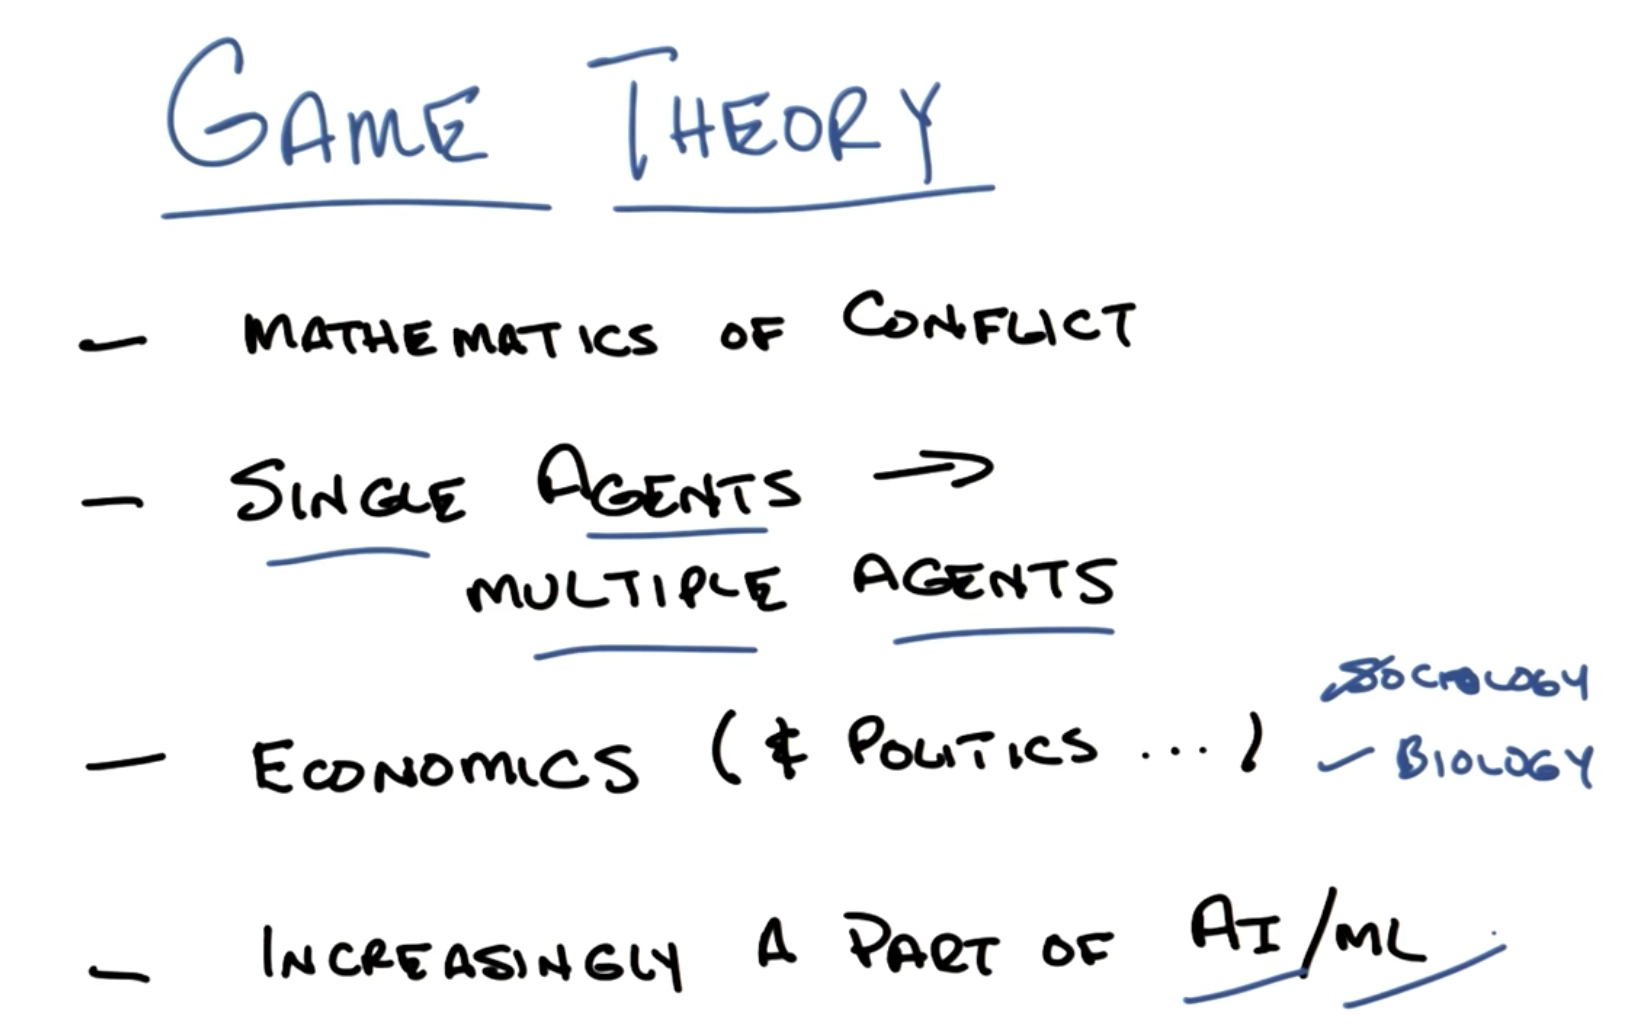 GAME THEORY
- MATHEMATICS OF CONFLICT
- SINGLE AGENTS →
MULTIPLE AGENTS
SOCIOLOGY
- ECONOMICS (& POLITICS ...)
- BIOLOGY
- INCREASINGLY A PART OF AI/ML